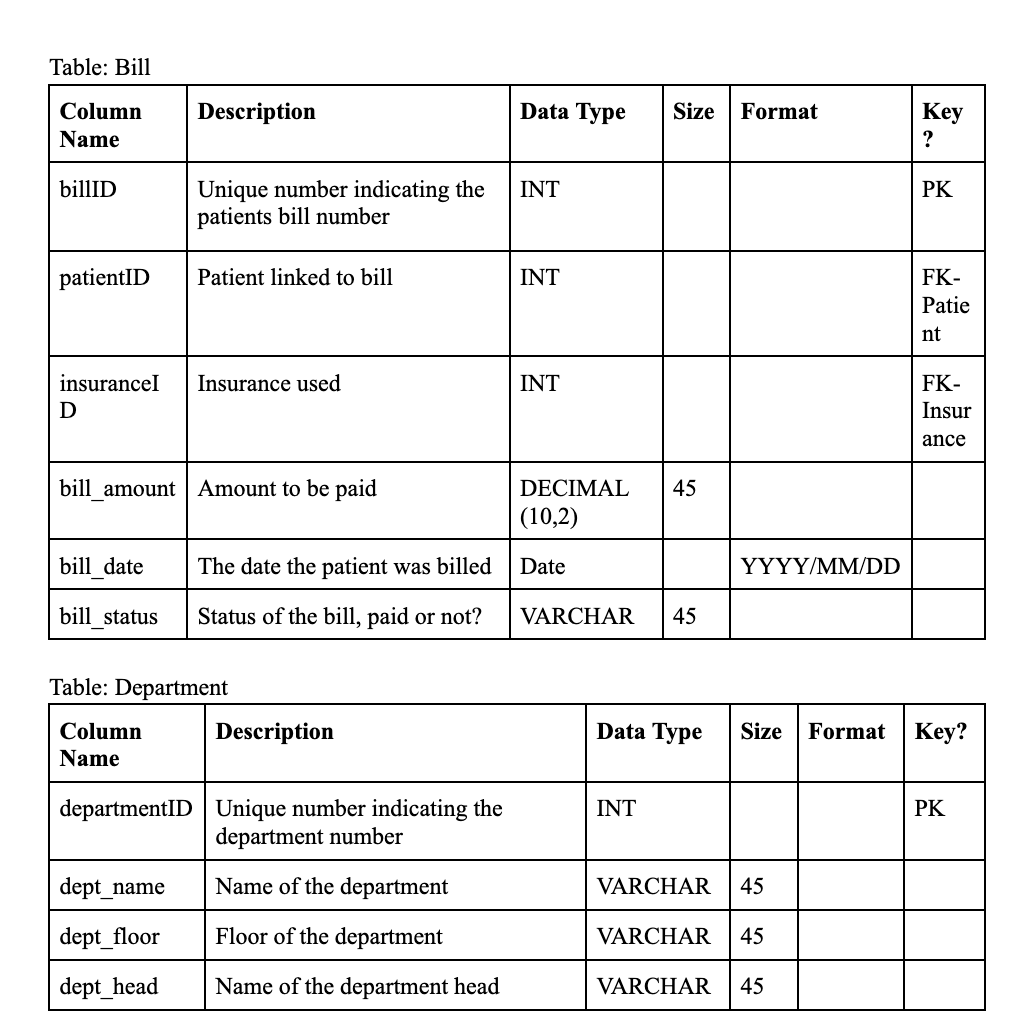 Table: Bill
Column Name Description Data Type Size Format Key ?
billID Unique number indicating the patients bill number INT PK
patientID Patient linked to bill INT FK- Patie nt
insuranceI D Insurance used INT FK- Insur ance
bill_amount Amount to be paid DECIMAL (10,2) 45
bill_date The date the patient was billed Date YYYY/MM/DD
bill_status Status of the bill, paid or not? VARCHAR 45
Table: Department
Column Name Description Data Type Size Format Key?
departmentID Unique number indicating the department number INT PK
dept_name Name of the department VARCHAR 45
dept_floor Floor of the department VARCHAR 45
dept_head Name of the department head VARCHAR 45